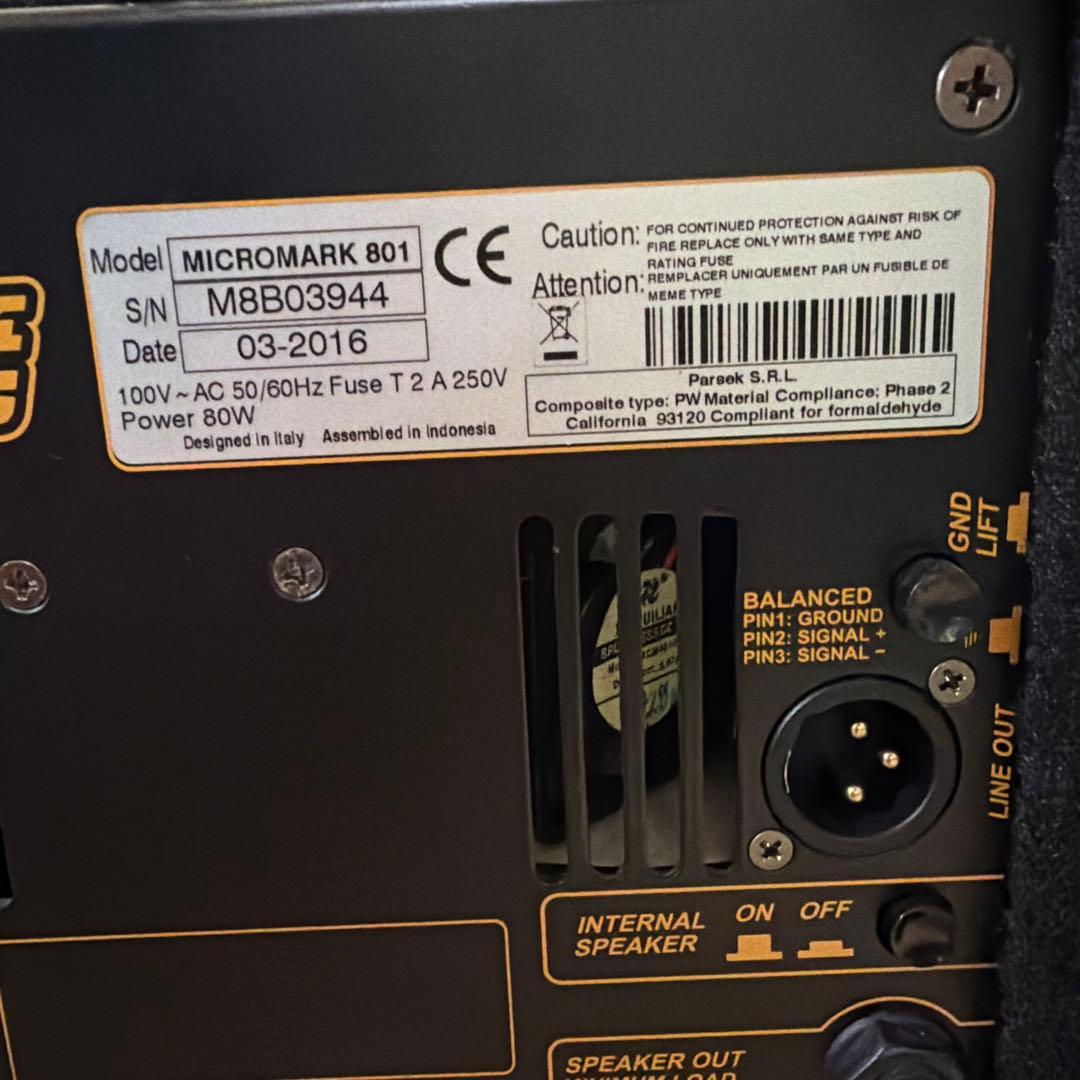 Model MICROMARK 801
S/N M8B03944
Date 03-2016
100V~AC 50/60Hz Fuse T 2 A 250V
Power 80W
Designed in Italy Assembled in Indonesia
CE
Caution: FOR CONTINUED PROTECTION AGAINST RISK OF
FIRE REPLACE ONLY WITH SAME TYPE AND
RATING FUSE
Attention: REMPLACER UNIQUEMENT PAR UN FUSIBLE DE
MEME TYPE
Parsek S.R.L.
Composite type: PW Material Compliance: Phase 2
California 93120 Compliant for formaldehyde
GND
LIFT
BALANCED
PIN1: GROUND
PIN2: SIGNAL +
PIN3: SIGNAL -
LINE OUT
INTERNAL
SPEAKER
ON OFF
SPEAKER OUT
MINIMUM LOAD